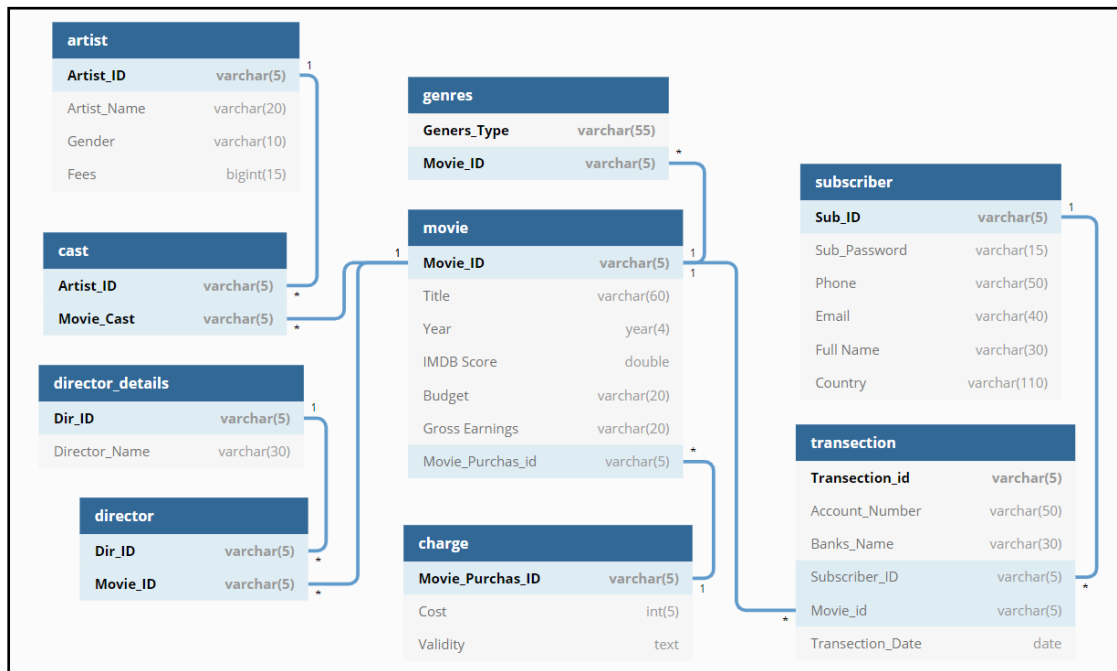 artist
Artist_ID varchar(5)
Artist_Name varchar(20)
Gender varchar(10)
Fees bigint(15)
1
*
cast
Artist_ID varchar(5)
Movie_Cast varchar(5)
*
1
director_details
Dir_ID varchar(5)
Director_Name varchar(30)
1
*
director
Dir_ID varchar(5)
Movie_ID varchar(5)
*
genres
Geners_Type varchar(55)
Movie_ID varchar(5)
*
movie
Movie_ID varchar(5)
Title varchar(60)
Year year(4)
IMDB Score double
Budget varchar(20)
Gross Earnings varchar(20)
Movie_Purchas_id varchar(5)
1
1
*
charge
Movie_Purchas_ID varchar(5)
Cost int(5)
Validity text
1
subscriber
Sub_ID varchar(5)
Sub_Password varchar(15)
Phone varchar(50)
Email varchar(40)
Full Name varchar(30)
Country varchar(110)
1
transection
Transection_id varchar(5)
Account_Number varchar(50)
Banks_Name varchar(30)
Subscriber_ID varchar(5)
Movie_id varchar(5)
Transection_Date date
*
*